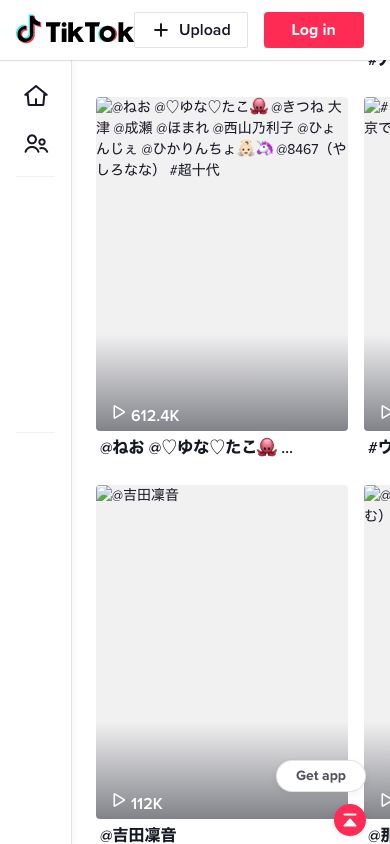 TikTok
Upload
Log in
#ナ
@ねお @♡ゆな♡たこ🐙 @きつね 大
津 @成瀬 @ほまれ @西山乃利子 @ひょ
んじぇ @ひかりんちょ👶🏻🦄 @8467（や
しろなな） #超十代
#
京で
612.4K
@ねお @♡ゆな♡たこ🐙 ...
#ウ
@吉田凜音
@
む）
112K
Get app
@吉田凜音
@那